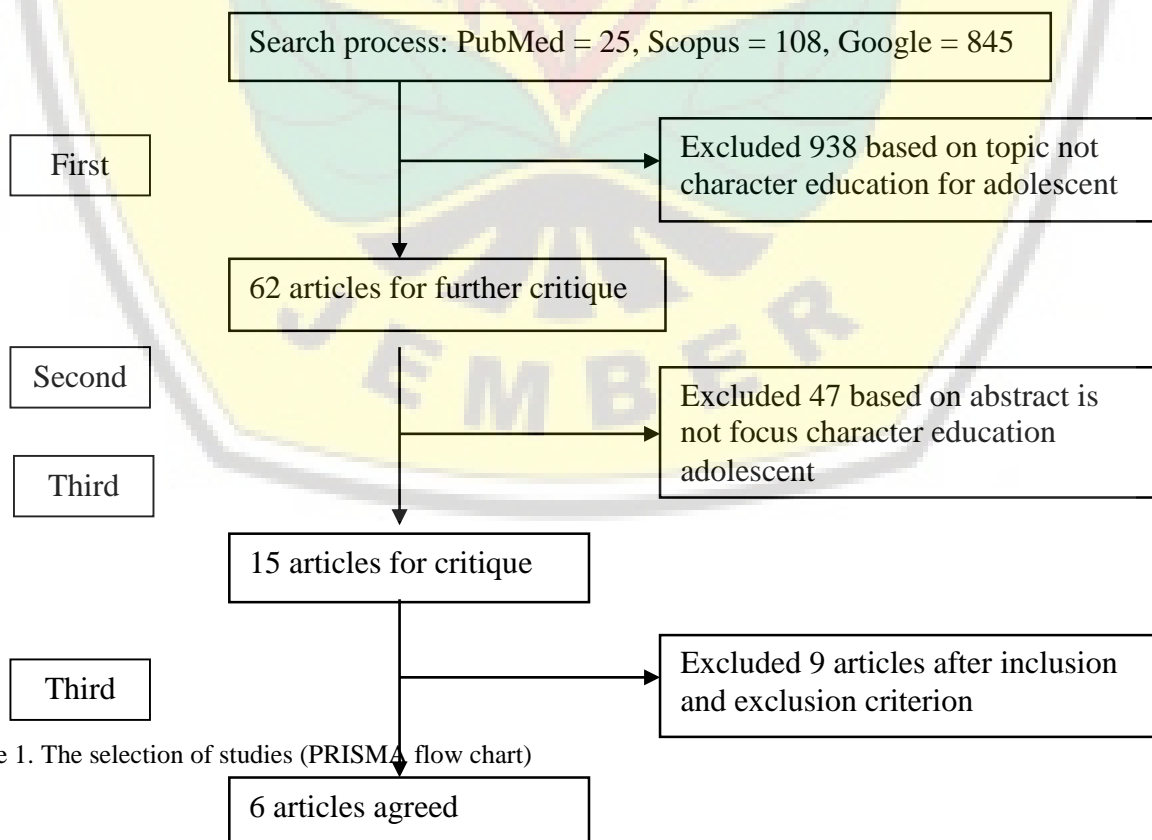 Search process: PubMed = 25, Scopus = 108, Google = 845
First
Excluded 938 based on topic not
character education for adolescent
62 articles for further critique
JEMBER
Second
Excluded 47 based on abstract is
not focus character education
adolescent
Third
15 articles for critique
Third
Excluded 9 articles after inclusion
and exclusion criterion
e 1. The selection of studies (PRISMA flow chart)
6 articles agreed